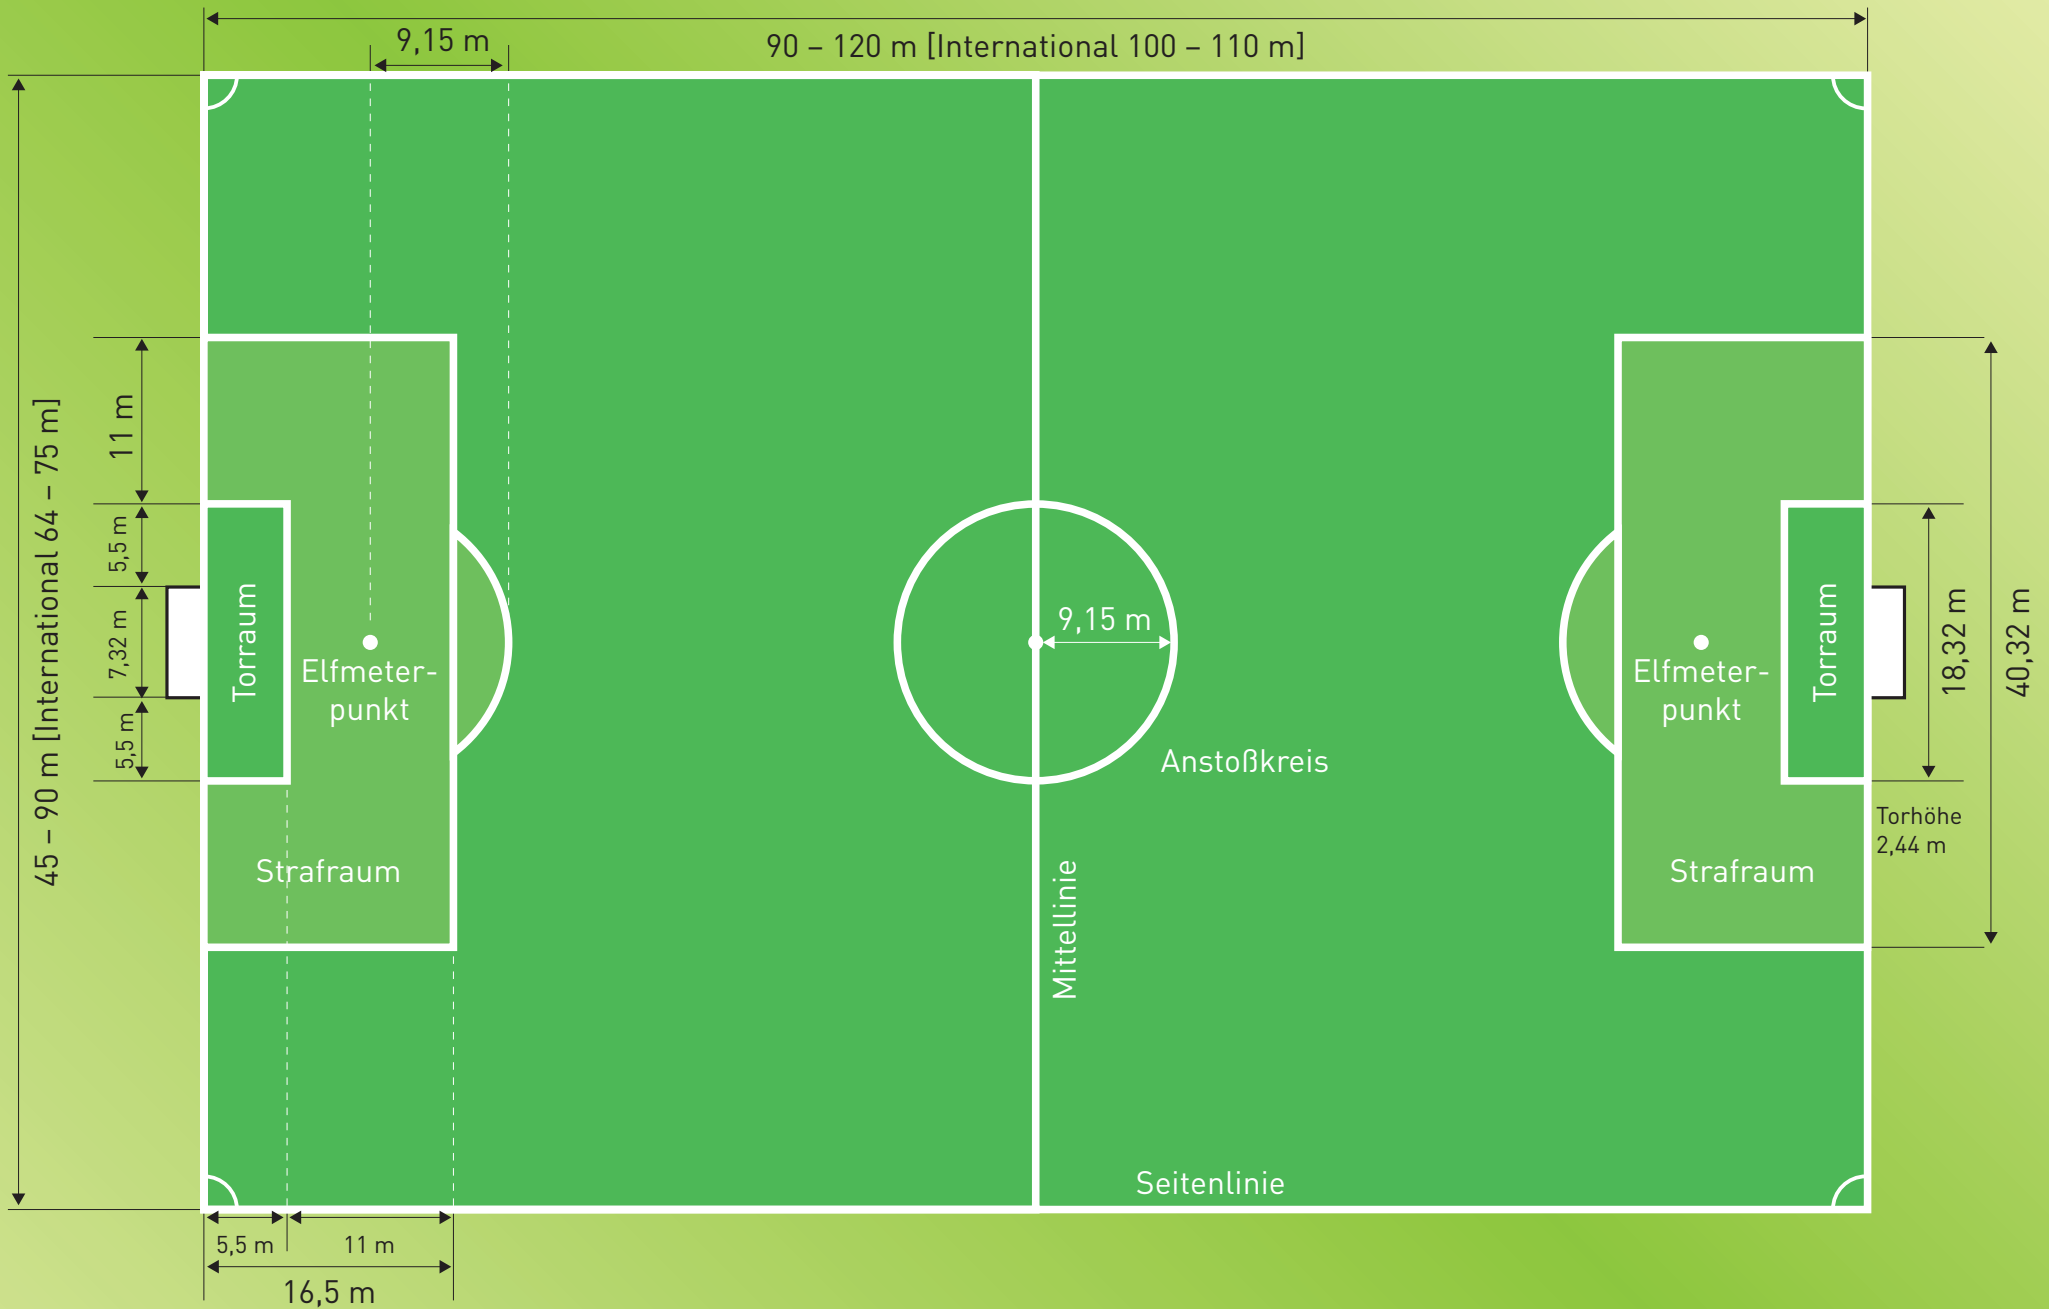 9,15 m
90 – 120 m [International 100 – 110 m]
45 – 90 m [International 64 – 75 m]
11 m
5,5 m
7,32 m
5,5 m
Torraum
Elfmeter-
punkt
Strafraum
9,15 m
Anstoßkreis
Mittellinie
Seitenlinie
Elfmeter-
punkt
Torraum
Strafraum
18,32 m
40,32 m
Torhöhe
2,44 m
5,5 m
11 m
16,5 m